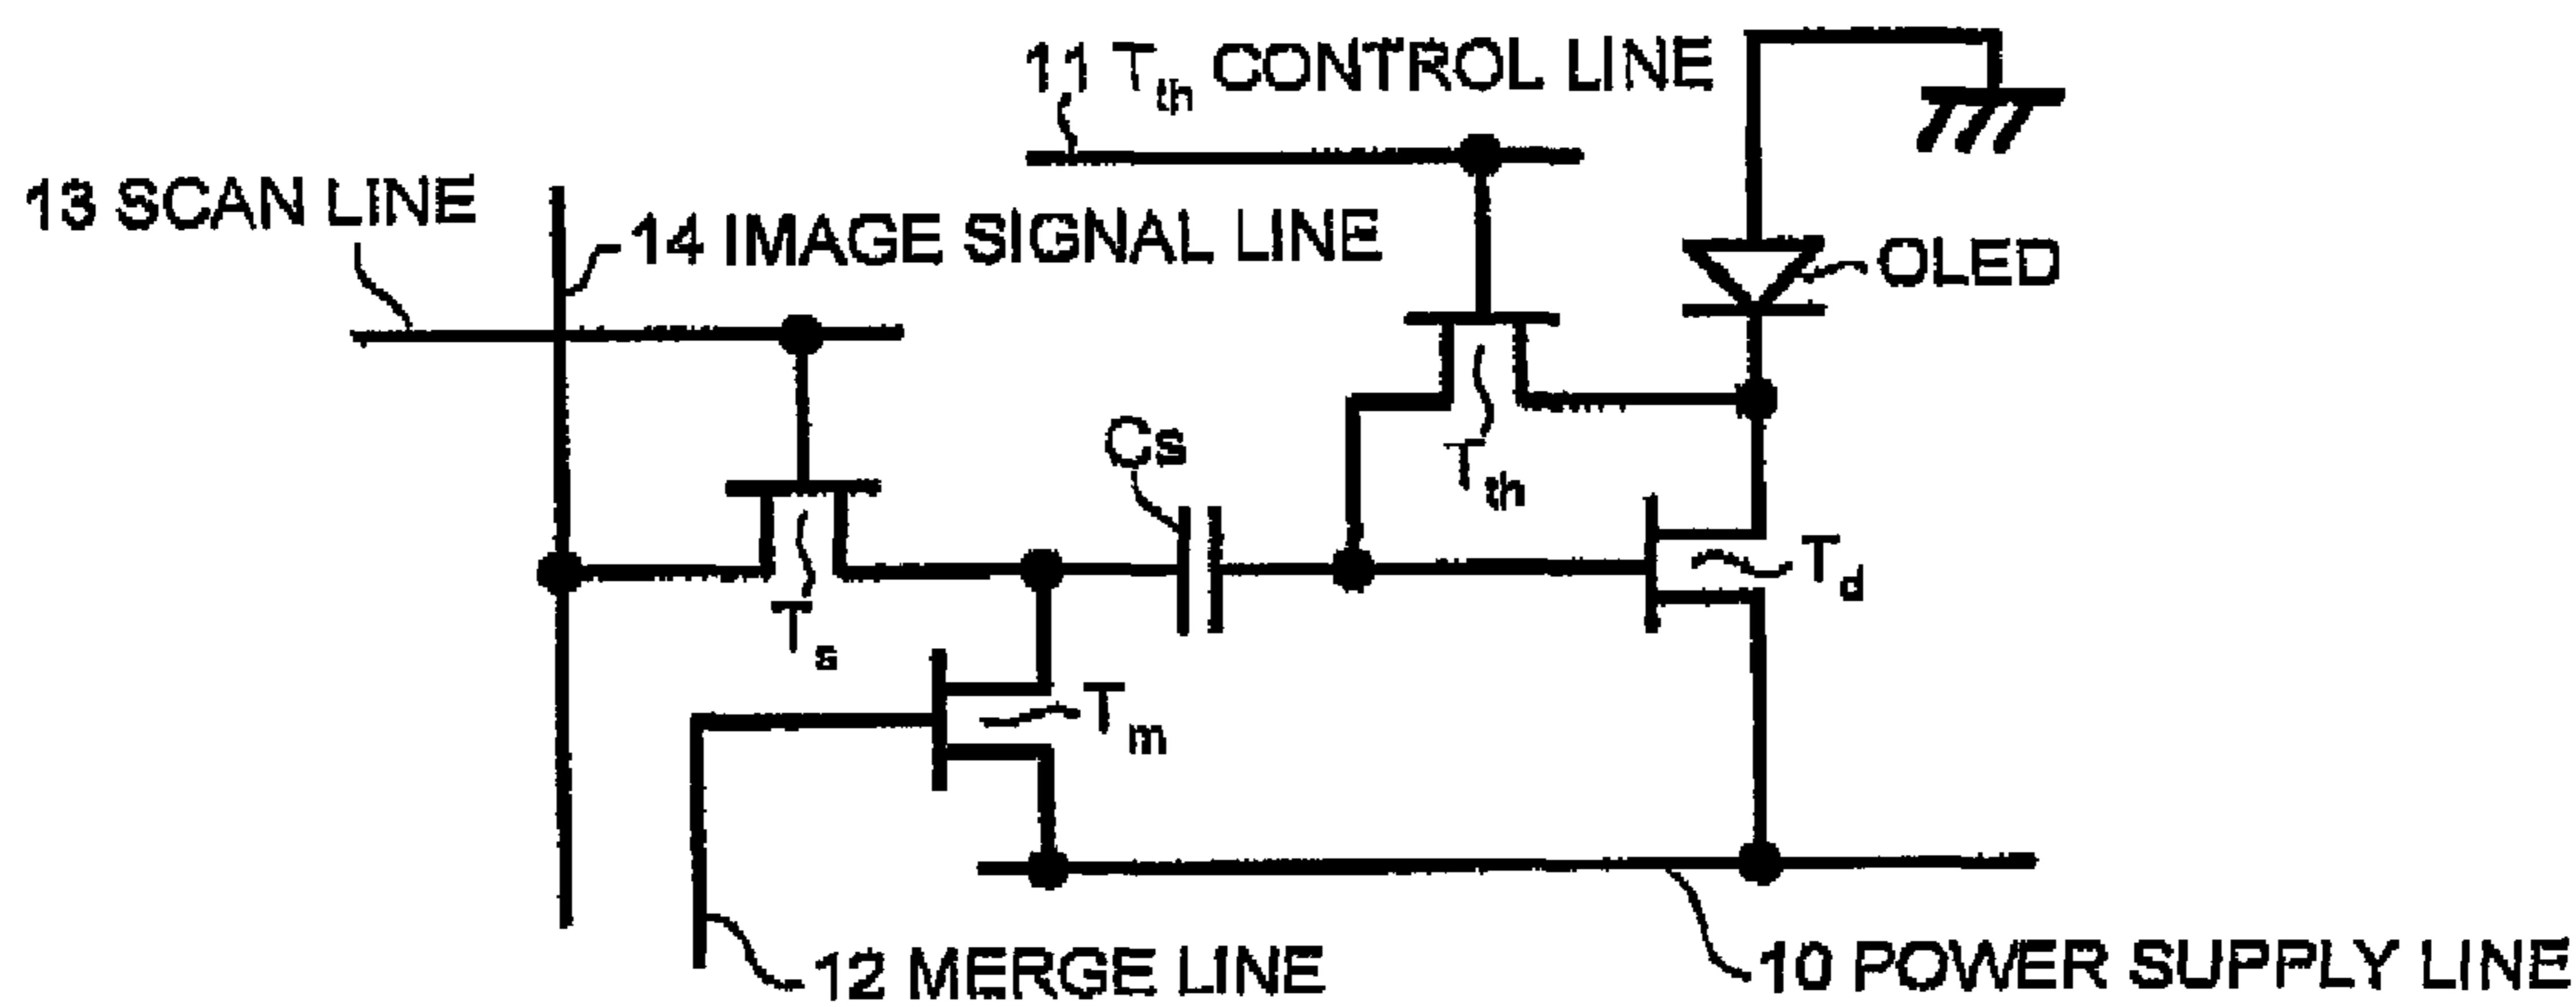 11 Tth CONTROL LINE
13 SCAN LINE
14 IMAGE SIGNAL LINE
OLED
Cs
Tth
Td
Ts
Tm
12 MERGE LINE
10 POWER SUPPLY LINE